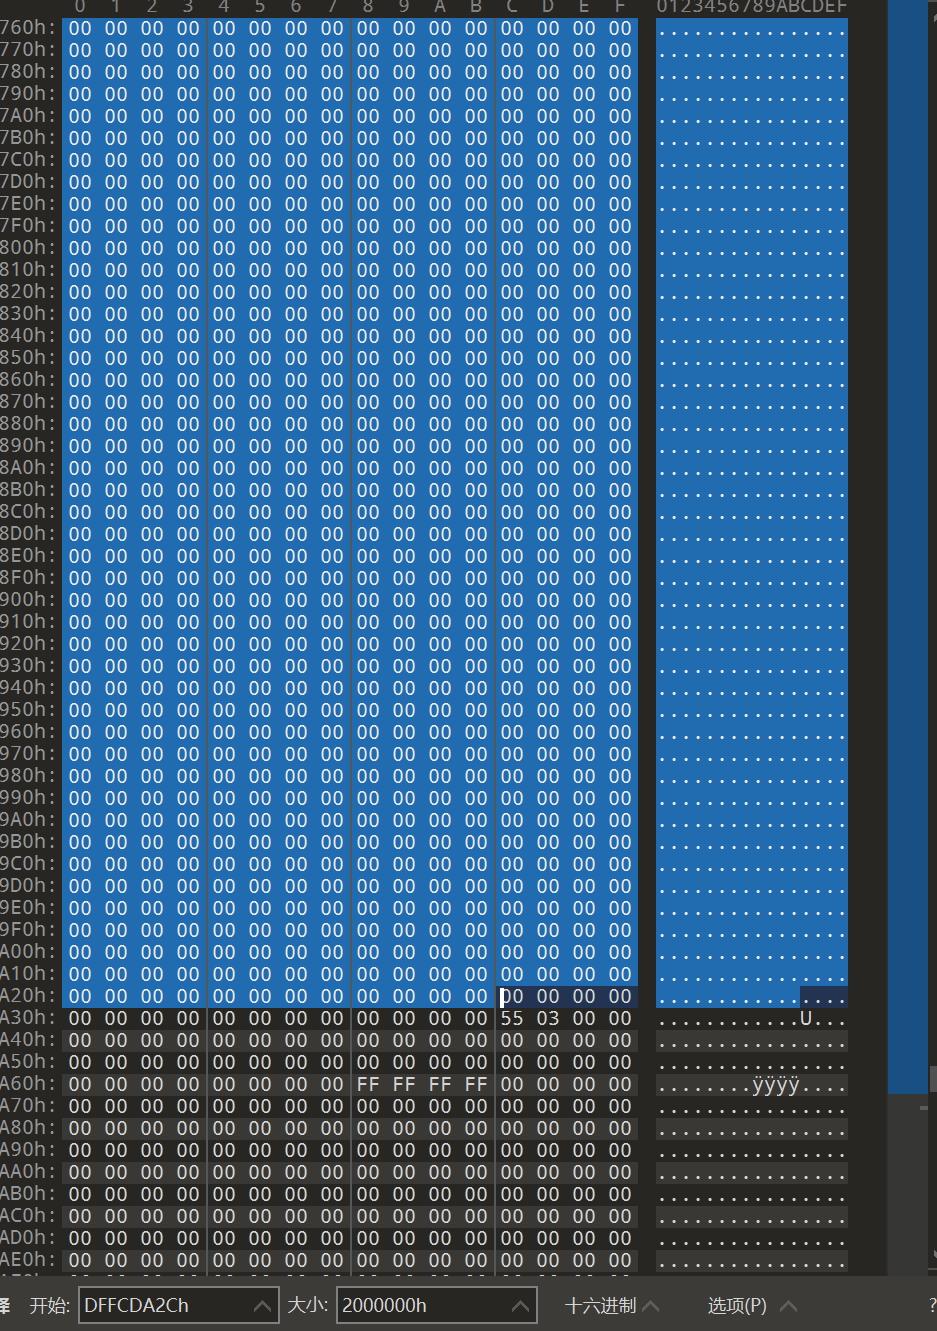 0 1 2 3 4 5 6 7 8 9 A B C D E F 0123456789ABCDEF
760h: 00 00 00 00 00 00 00 00 00 00 00 00 00 00 00 00 ................
770h: 00 00 00 00 00 00 00 00 00 00 00 00 00 00 00 00 ................
780h: 00 00 00 00 00 00 00 00 00 00 00 00 00 00 00 00 ................
790h: 00 00 00 00 00 00 00 00 00 00 00 00 00 00 00 00 ................
7A0h: 00 00 00 00 00 00 00 00 00 00 00 00 00 00 00 00 ................
7B0h: 00 00 00 00 00 00 00 00 00 00 00 00 00 00 00 00 ................
7C0h: 00 00 00 00 00 00 00 00 00 00 00 00 00 00 00 00 ................
7D0h: 00 00 00 00 00 00 00 00 00 00 00 00 00 00 00 00 ................
7E0h: 00 00 00 00 00 00 00 00 00 00 00 00 00 00 00 00 ................
7F0h: 00 00 00 00 00 00 00 00 00 00 00 00 00 00 00 00 ................
800h: 00 00 00 00 00 00 00 00 00 00 00 00 00 00 00 00 ................
810h: 00 00 00 00 00 00 00 00 00 00 00 00 00 00 00 00 ................
820h: 00 00 00 00 00 00 00 00 00 00 00 00 00 00 00 00 ................
830h: 00 00 00 00 00 00 00 00 00 00 00 00 00 00 00 00 ................
840h: 00 00 00 00 00 00 00 00 00 00 00 00 00 00 00 00 ................
850h: 00 00 00 00 00 00 00 00 00 00 00 00 00 00 00 00 ................
860h: 00 00 00 00 00 00 00 00 00 00 00 00 00 00 00 00 ................
870h: 00 00 00 00 00 00 00 00 00 00 00 00 00 00 00 00 ................
880h: 00 00 00 00 00 00 00 00 00 00 00 00 00 00 00 00 ................
890h: 00 00 00 00 00 00 00 00 00 00 00 00 00 00 00 00 ................
8A0h: 00 00 00 00 00 00 00 00 00 00 00 00 00 00 00 00 ................
8B0h: 00 00 00 00 00 00 00 00 00 00 00 00 00 00 00 00 ................
8C0h: 00 00 00 00 00 00 00 00 00 00 00 00 00 00 00 00 ................
8D0h: 00 00 00 00 00 00 00 00 00 00 00 00 00 00 00 00 ................
8E0h: 00 00 00 00 00 00 00 00 00 00 00 00 00 00 00 00 ................
8F0h: 00 00 00 00 00 00 00 00 00 00 00 00 00 00 00 00 ................
900h: 00 00 00 00 00 00 00 00 00 00 00 00 00 00 00 00 ................
910h: 00 00 00 00 00 00 00 00 00 00 00 00 00 00 00 00 ................
920h: 00 00 00 00 00 00 00 00 00 00 00 00 00 00 00 00 ................
930h: 00 00 00 00 00 00 00 00 00 00 00 00 00 00 00 00 ................
940h: 00 00 00 00 00 00 00 00 00 00 00 00 00 00 00 00 ................
950h: 00 00 00 00 00 00 00 00 00 00 00 00 00 00 00 00 ................
960h: 00 00 00 00 00 00 00 00 00 00 00 00 00 00 00 00 ................
970h: 00 00 00 00 00 00 00 00 00 00 00 00 00 00 00 00 ................
980h: 00 00 00 00 00 00 00 00 00 00 00 00 00 00 00 00 ................
990h: 00 00 00 00 00 00 00 00 00 00 00 00 00 00 00 00 ................
9A0h: 00 00 00 00 00 00 00 00 00 00 00 00 00 00 00 00 ................
9B0h: 00 00 00 00 00 00 00 00 00 00 00 00 00 00 00 00 ................
9C0h: 00 00 00 00 00 00 00 00 00 00 00 00 00 00 00 00 ................
9D0h: 00 00 00 00 00 00 00 00 00 00 00 00 00 00 00 00 ................
9E0h: 00 00 00 00 00 00 00 00 00 00 00 00 00 00 00 00 ................
9F0h: 00 00 00 00 00 00 00 00 00 00 00 00 00 00 00 00 ................
A00h: 00 00 00 00 00 00 00 00 00 00 00 00 00 00 00 00 ................
A10h: 00 00 00 00 00 00 00 00 00 00 00 00 00 00 00 00 ................
A20h: 00 00 00 00 00 00 00 00 00 00 00 00 00 00 00 00 ................
A30h: 00 00 00 00 00 00 00 00 00 00 00 00 55 03 00 00 ............U...
A40h: 00 00 00 00 00 00 00 00 00 00 00 00 00 00 00 00 ................
A50h: 00 00 00 00 00 00 00 00 00 00 00 00 00 00 00 00 ................
A60h: 00 00 00 00 00 00 00 00 FF FF FF FF 00 00 00 00 ........ÿÿÿÿ....
A70h: 00 00 00 00 00 00 00 00 00 00 00 00 00 00 00 00 ................
A80h: 00 00 00 00 00 00 00 00 00 00 00 00 00 00 00 00 ................
A90h: 00 00 00 00 00 00 00 00 00 00 00 00 00 00 00 00 ................
AA0h: 00 00 00 00 00 00 00 00 00 00 00 00 00 00 00 00 ................
AB0h: 00 00 00 00 00 00 00 00 00 00 00 00 00 00 00 00 ................
AC0h: 00 00 00 00 00 00 00 00 00 00 00 00 00 00 00 00 ................
AD0h: 00 00 00 00 00 00 00 00 00 00 00 00 00 00 00 00 ................
AE0h: 00 00 00 00 00 00 00 00 00 00 00 00 00 00 00 00 ................
开始: DFFCDA2Ch 大小: 2000000h 十六进制 选项(P) ?